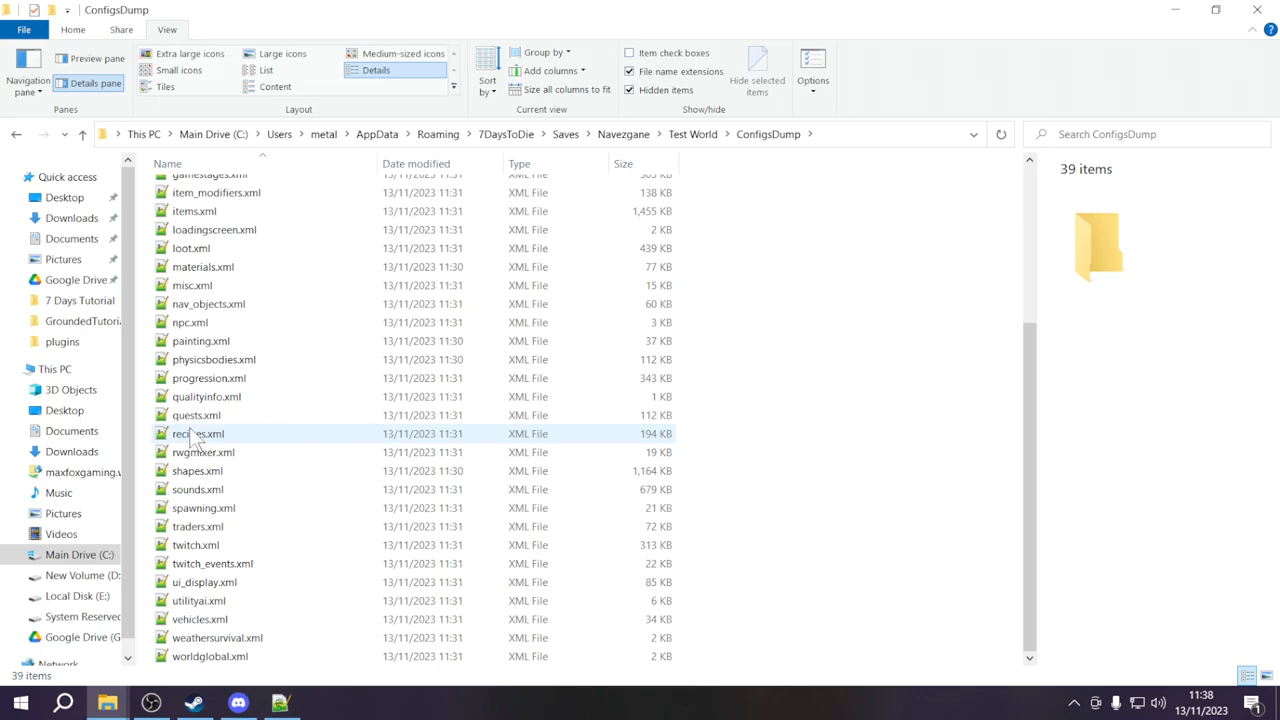 ConfigsDump
File Home Share View
Navigation pane
Preview pane
Details pane
Panes
Extra large icons Large icons Medium-sized icons
Small icons List Details
Tiles Content
Layout
Sort by
Group by
Add columns
Size all columns to fit
Current view
Item check boxes
File name extensions
Hidden items
Hide selected items
Show/hide
Options
This PC Main Drive (C:) Users metal AppData Roaming 7DaysToDie Saves Navezgane Test World ConfigsDump
Search ConfigsDump
Quick access
Desktop
Downloads
Documents
Pictures
Google Drive
7 Days Tutorial
GroundedTutori
plugins
This PC
3D Objects
Desktop
Documents
Downloads
maxfoxgaming.w
Music
Pictures
Videos
Main Drive (C:)
New Volume (D:
Local Disk (E:)
System Reserved
Google Drive (G
Network
Name Date modified Type Size
gamestages.xml 13/11/2023 11:31 XML File
item_modifiers.xml 13/11/2023 11:31 XML File 138 KB
items.xml 13/11/2023 11:31 XML File 1,455 KB
loadingscreen.xml 13/11/2023 11:31 XML File 2 KB
loot.xml 13/11/2023 11:31 XML File 439 KB
materials.xml 13/11/2023 11:30 XML File 77 KB
misc.xml 13/11/2023 11:31 XML File 15 KB
nav_objects.xml 13/11/2023 11:31 XML File 60 KB
npc.xml 13/11/2023 11:31 XML File 3 KB
painting.xml 13/11/2023 11:30 XML File 37 KB
physicsbodies.xml 13/11/2023 11:30 XML File 112 KB
progression.xml 13/11/2023 11:31 XML File 343 KB
qualityinfo.xml 13/11/2023 11:31 XML File 1 KB
quests.xml 13/11/2023 11:31 XML File 112 KB
recipes.xml 13/11/2023 11:31 XML File 194 KB
rwgmixer.xml 13/11/2023 11:31 XML File 19 KB
shapes.xml 13/11/2023 11:30 XML File 1,164 KB
sounds.xml 13/11/2023 11:31 XML File 679 KB
spawning.xml 13/11/2023 11:31 XML File 21 KB
traders.xml 13/11/2023 11:31 XML File 72 KB
twitch.xml 13/11/2023 11:31 XML File 313 KB
twitch_events.xml 13/11/2023 11:31 XML File 22 KB
ui_display.xml 13/11/2023 11:31 XML File 85 KB
utilityai.xml 13/11/2023 11:31 XML File 6 KB
vehicles.xml 13/11/2023 11:31 XML File 34 KB
weathersurvival.xml 13/11/2023 11:31 XML File 2 KB
worldglobal.xml 13/11/2023 11:31 XML File 2 KB
39 items
39 items
11:38
13/11/2023
1